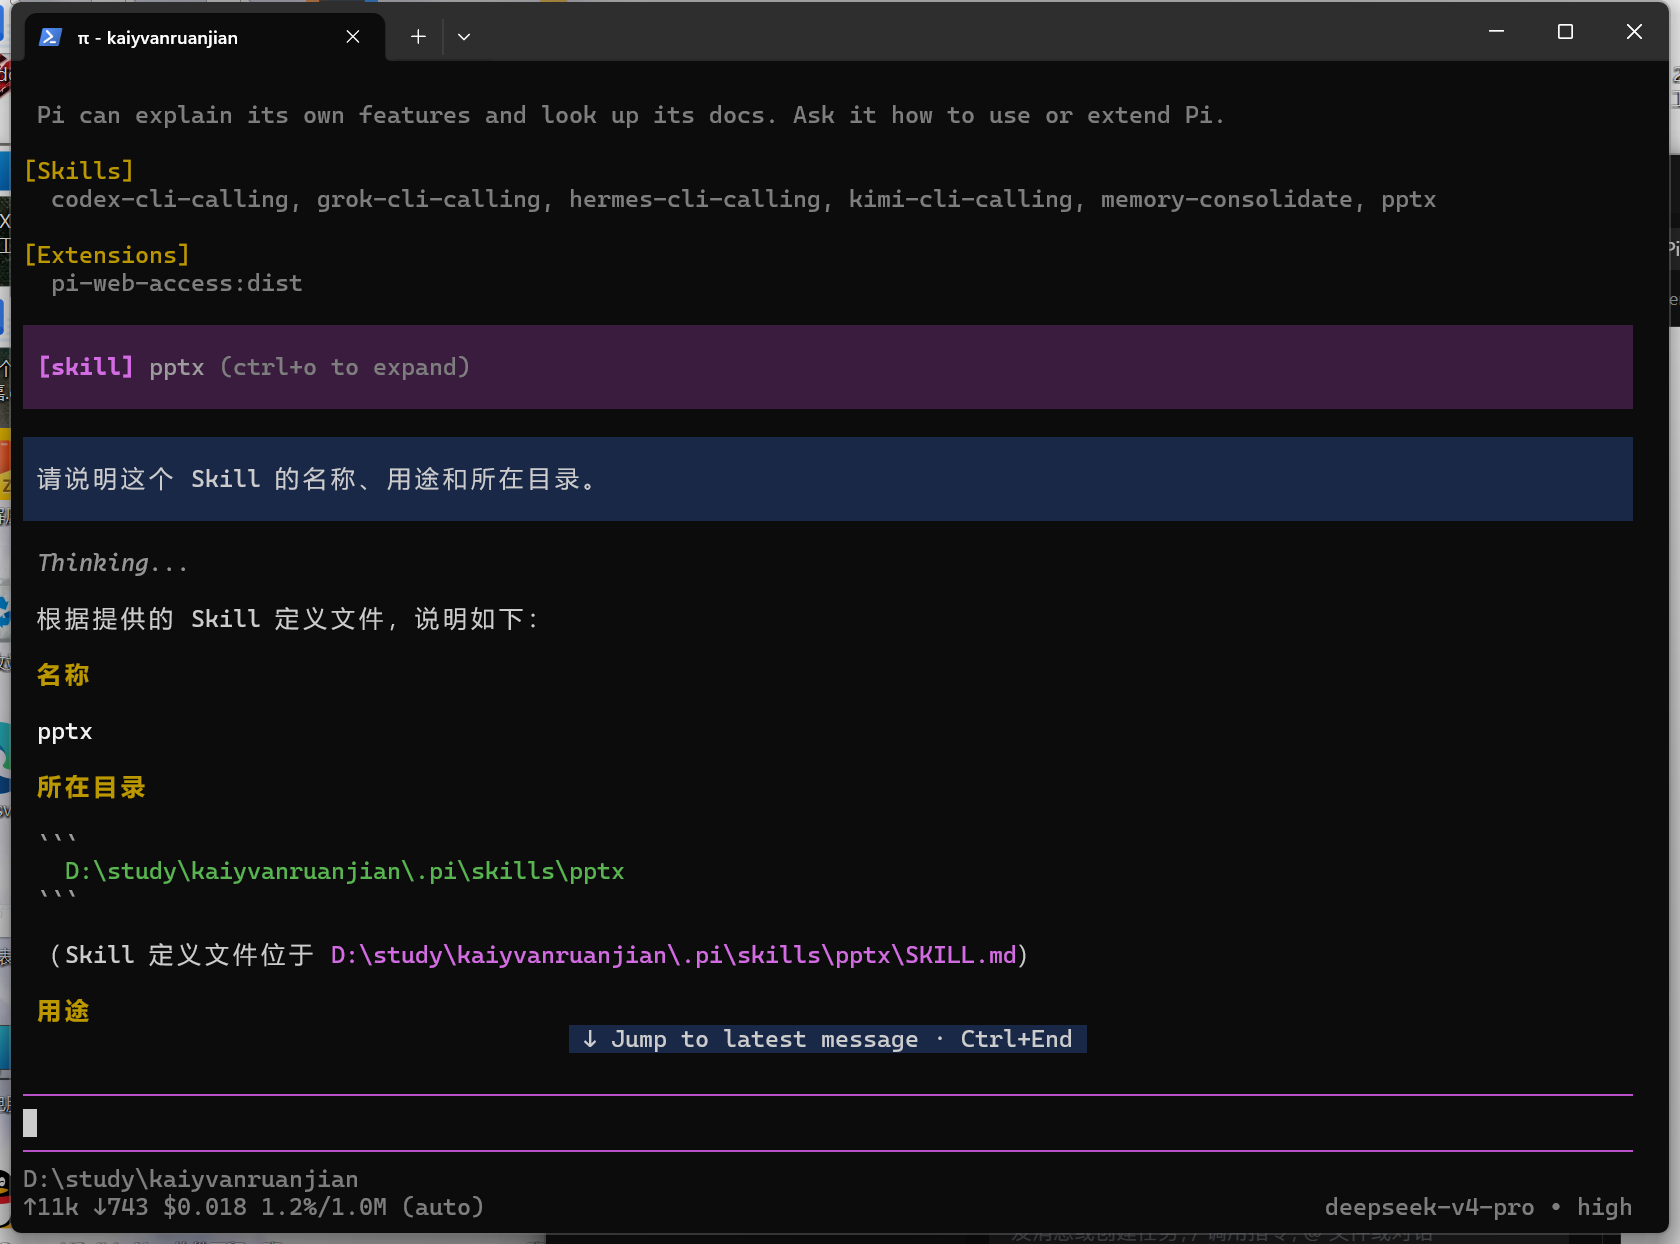 π - kaiyvanruanjian
Pi can explain its own features and look up its docs. Ask it how to use or extend Pi.
[Skills]
codex-cli-calling, grok-cli-calling, hermes-cli-calling, kimi-cli-calling, memory-consolidate, pptx
[Extensions]
pi-web-access:dist
[skill] pptx (ctrl+o to expand)
请说明这个 Skill 的名称、用途和所在目录。
Thinking...
根据提供的 Skill 定义文件，说明如下：
名称
pptx
所在目录
```
D:\study\kaiyvanruanjian\.pi\skills\pptx
```
（Skill 定义文件位于 D:\study\kaiyvanruanjian\.pi\skills\pptx\SKILL.md）
用途
↓ Jump to latest message · Ctrl+End
D:\study\kaiyvanruanjian
↑11k ↓743 $0.018 1.2%/1.0M (auto)
deepseek-v4-pro • high